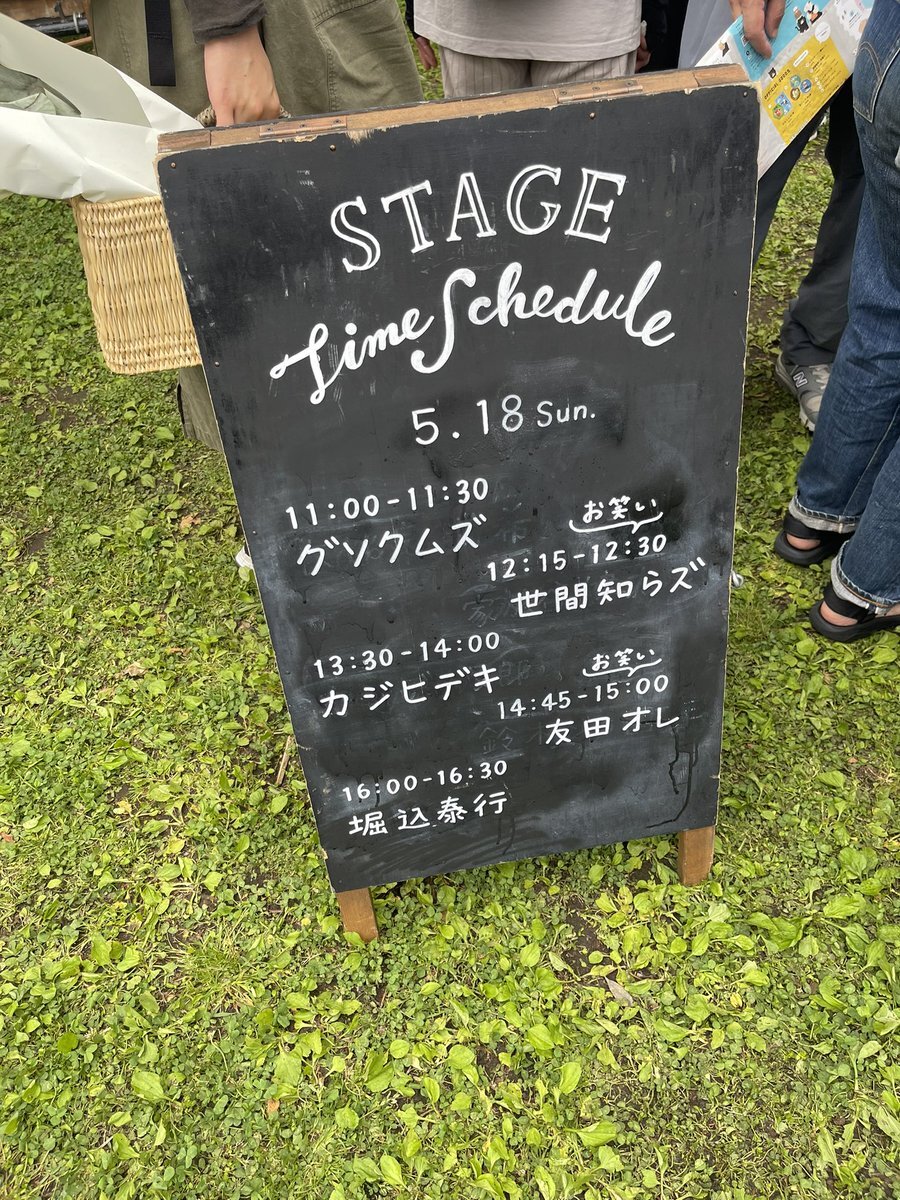 STAGE
Time Schedule
5.18 Sun.
11:00-11:30
グソクムズ
お笑い
12:15-12:30
世間知らズ
13:30-14:00
カジヒデキ
お笑い
14:45-15:00
友田オレ
16:00-16:30
堀込泰行